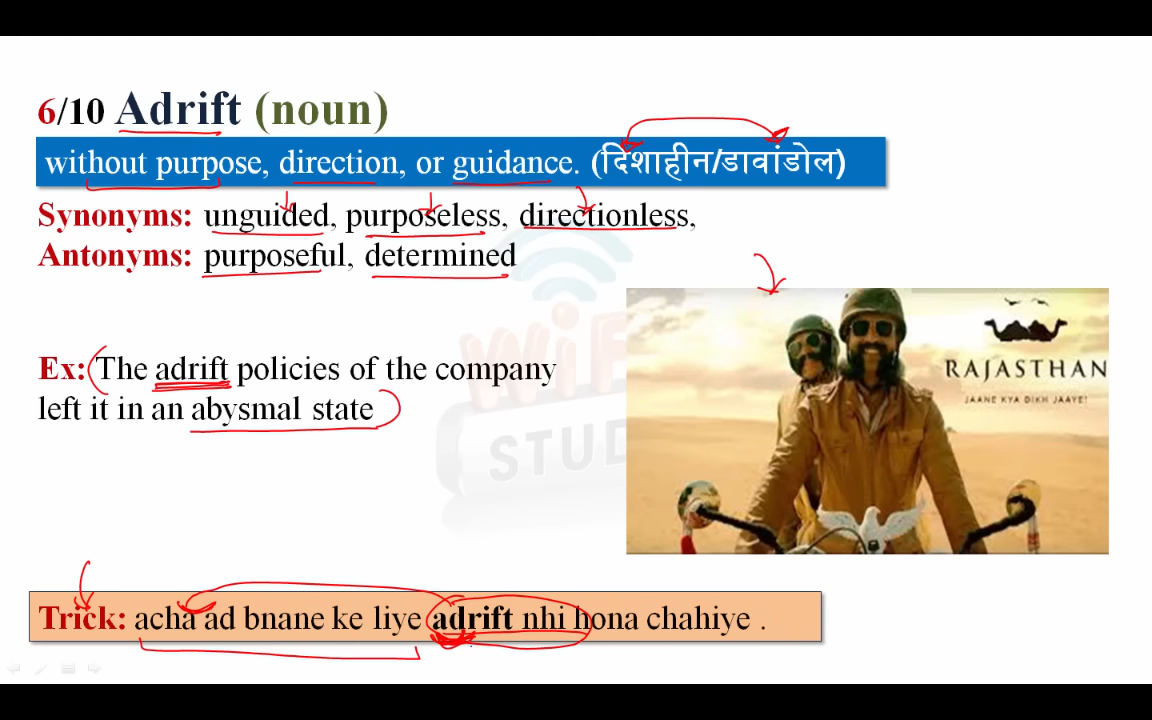 6/10 Adrift (noun)
without purpose, direction, or guidance. (दिशाहीन/डावांडोल)
Synonyms: unguided, purposeless, directionless,
Antonyms: purposeful, determined
Ex: The adrift policies of the company
left it in an abysmal state
RAJASTHAN
JAANE KYA DIKH JAAYE!
WiFi
STUD
Trick: acha ad bnane ke liye adrift nhi hona chahiye .